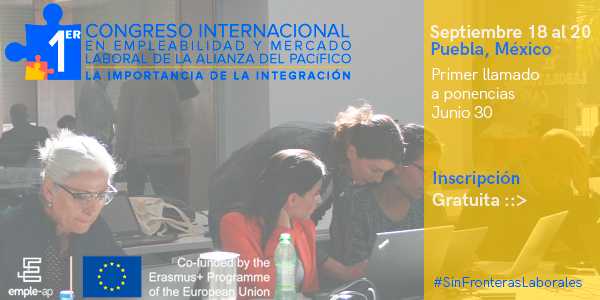 1ER
CONGRESO INTERNACIONAL
EN EMPLEABILIDAD Y MERCADO
LABORAL DE LA ALIANZA DEL PACÍFICO
LA IMPORTANCIA DE LA INTEGRACIÓN
Septiembre 18 al 20
Puebla, México
Primer llamado
a ponencias
Junio 30
Inscripción
Gratuita ::>
#SinFronterasLaborales
emple-ap
Co-funded by the
Erasmus+ Programme
of the European Union